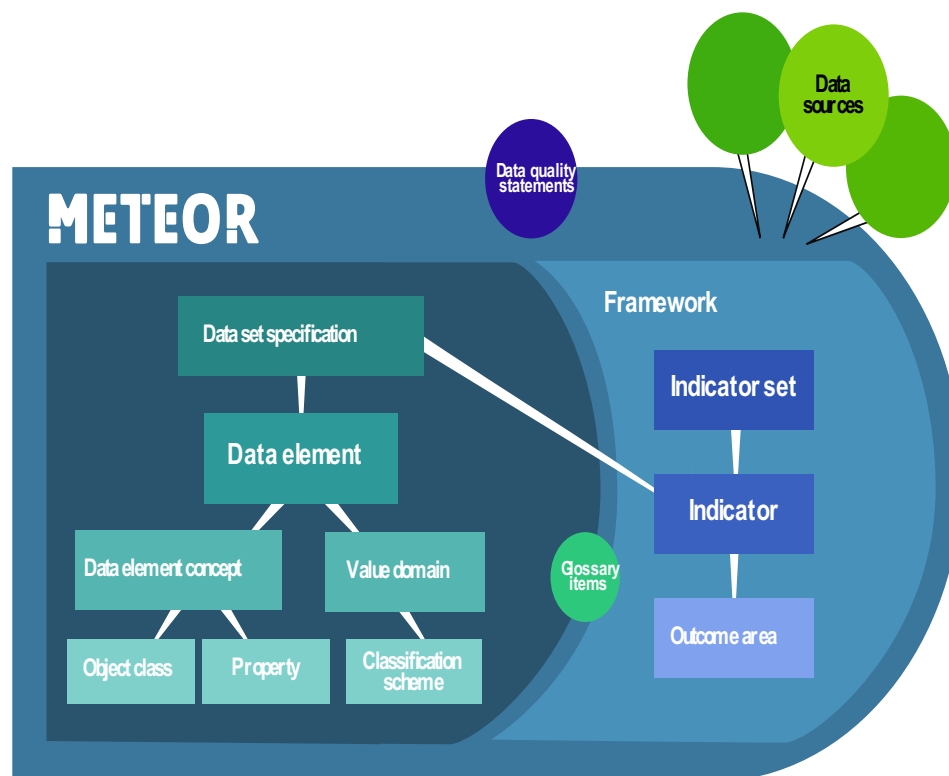 Data
sources
Data quality
statements
METEOR
Framework
Data set specification
Indicator set
Data element
Indicator
Data element concept
Value domain
Glossary
items
Outcome area
Object class
Property
Classification
scheme